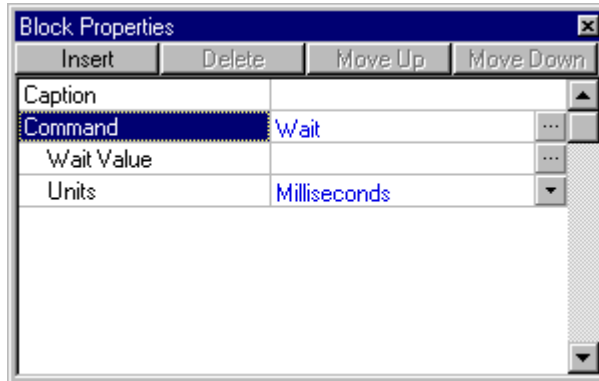 Block Properties
Insert Delete Move Up Move Down
Caption
Command Wait ...
Wait Value ...
Units Milliseconds